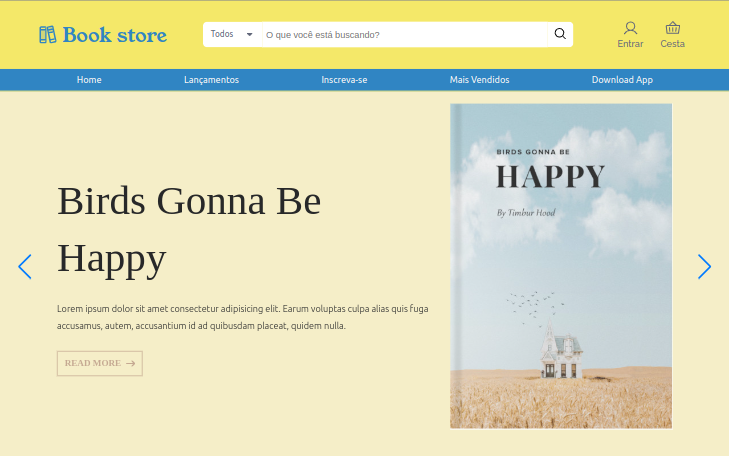 Book store
Todos
O que você está buscando?
Entrar
Cesta
Home
Lançamentos
Inscreva-se
Mais Vendidos
Download App
Birds Gonna Be
Happy
Lorem ipsum dolor sit amet consectetur adipisicing elit. Earum voluptas culpa alias quis fuga
accusamus, autem, accusantium id ad quibusdam placeat, quidem nulla.
READ MORE →
BIRDS GONNA BE
HAPPY
By Timbur Hood